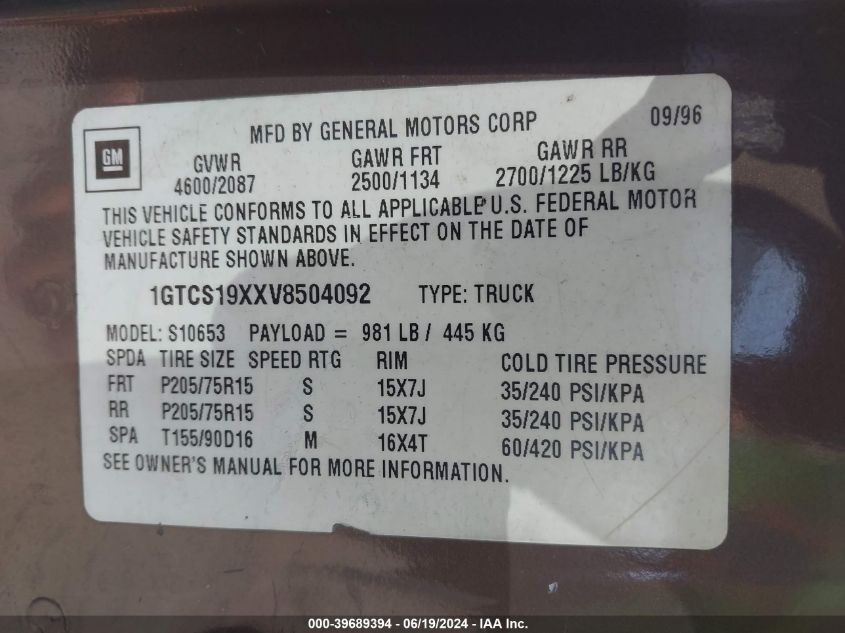 MFD BY GENERAL MOTORS CORP 09/96
GM
GVWR GAWR FRT GAWR RR
4600/2087 2500/1134 2700/1225 LB/KG
THIS VEHICLE CONFORMS TO ALL APPLICABLE U.S. FEDERAL MOTOR
VEHICLE SAFETY STANDARDS IN EFFECT ON THE DATE OF
MANUFACTURE SHOWN ABOVE.
1GTCS19XXV8504092 TYPE: TRUCK
MODEL: S10653 PAYLOAD = 981 LB / 445 KG
SPDA TIRE SIZE SPEED RTG RIM COLD TIRE PRESSURE
FRT P205/75R15 S 15X7J 35/240 PSI/KPA
RR P205/75R15 S 15X7J 35/240 PSI/KPA
SPA T155/90D16 M 16X4T 60/420 PSI/KPA
SEE OWNER'S MANUAL FOR MORE INFORMATION.
000-39689394 - 06/19/2024 - IAA Inc.